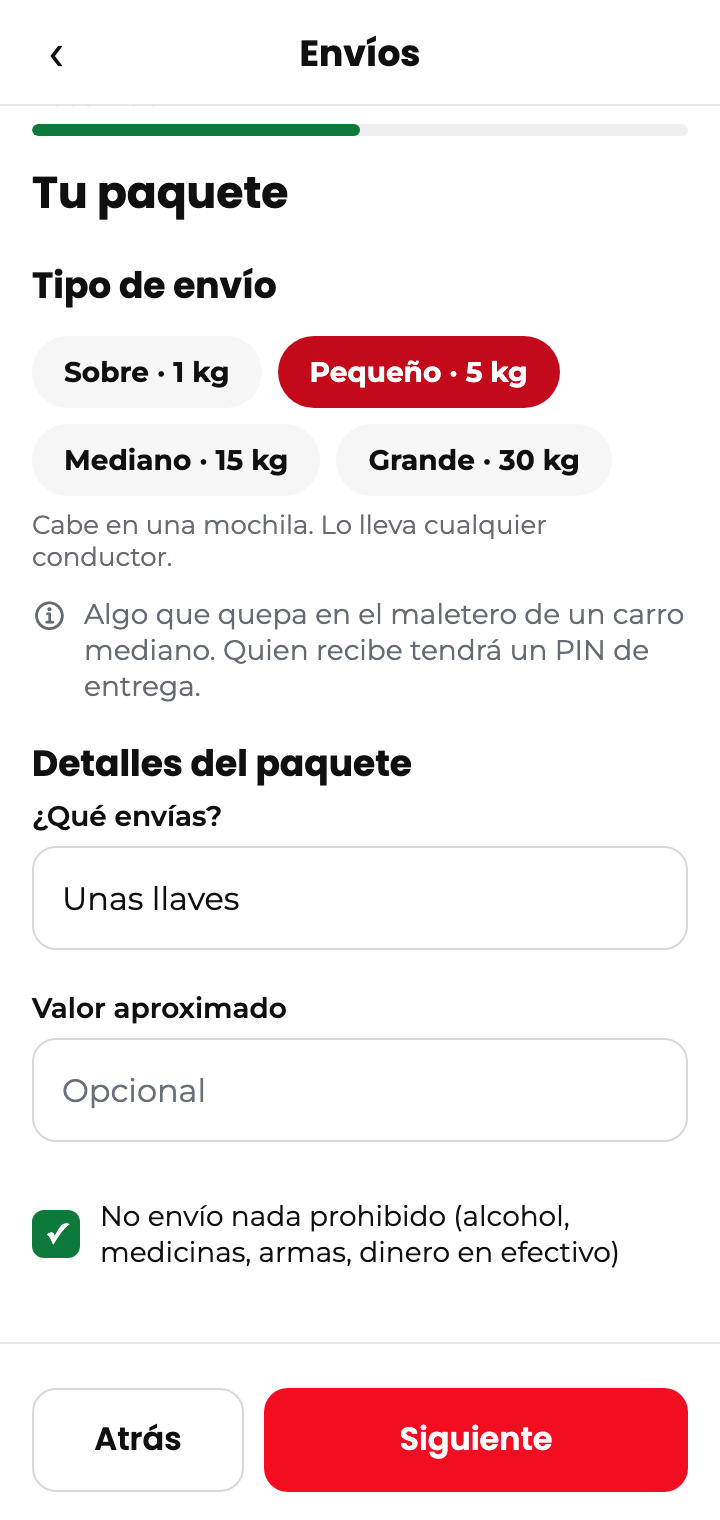 Envíos
Tu paquete
Tipo de envío
Sobre · 1 kg
Pequeño · 5 kg
Mediano · 15 kg
Grande · 30 kg
Cabe en una mochila. Lo lleva cualquier
conductor.
Algo que quepa en el maletero de un carro
mediano. Quien recibe tendrá un PIN de
entrega.
Detalles del paquete
¿Qué envías?
Unas llaves
Valor aproximado
Opcional
No envío nada prohibido (alcohol,
medicinas, armas, dinero en efectivo)
Atrás
Siguiente